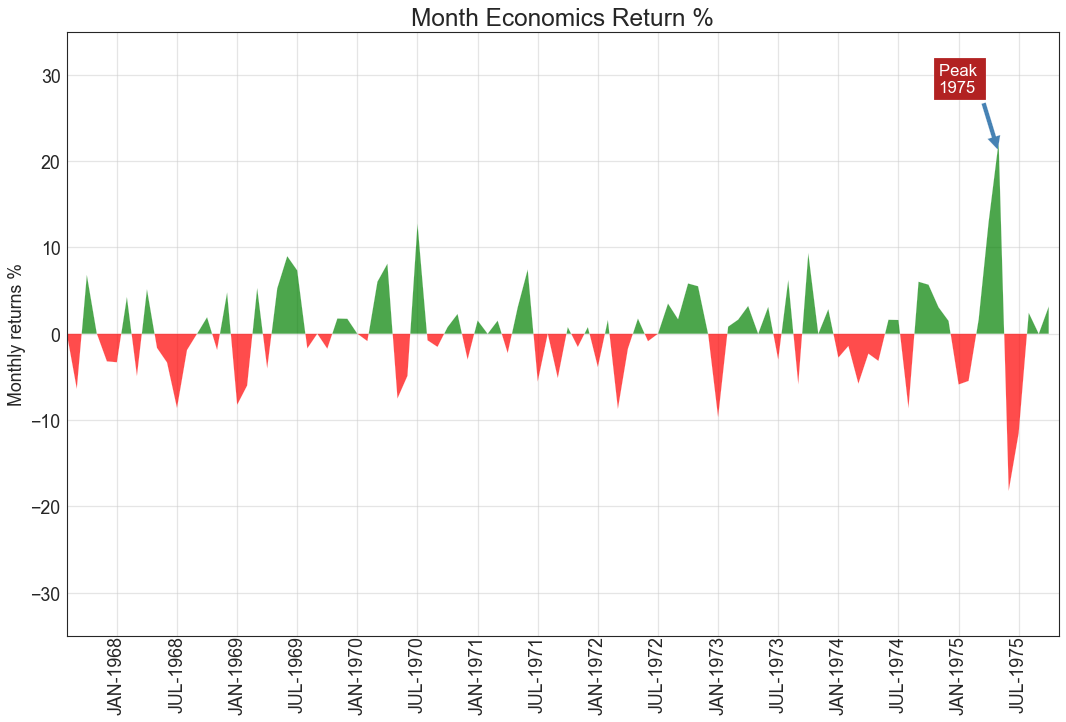 Month Economics Return %
Peak
1975
Monthly returns %
30
20
10
0
−10
−20
−30
JAN-1968
JUL-1968
JAN-1969
JUL-1969
JAN-1970
JUL-1970
JAN-1971
JUL-1971
JAN-1972
JUL-1972
JAN-1973
JUL-1973
JAN-1974
JUL-1974
JAN-1975
JUL-1975